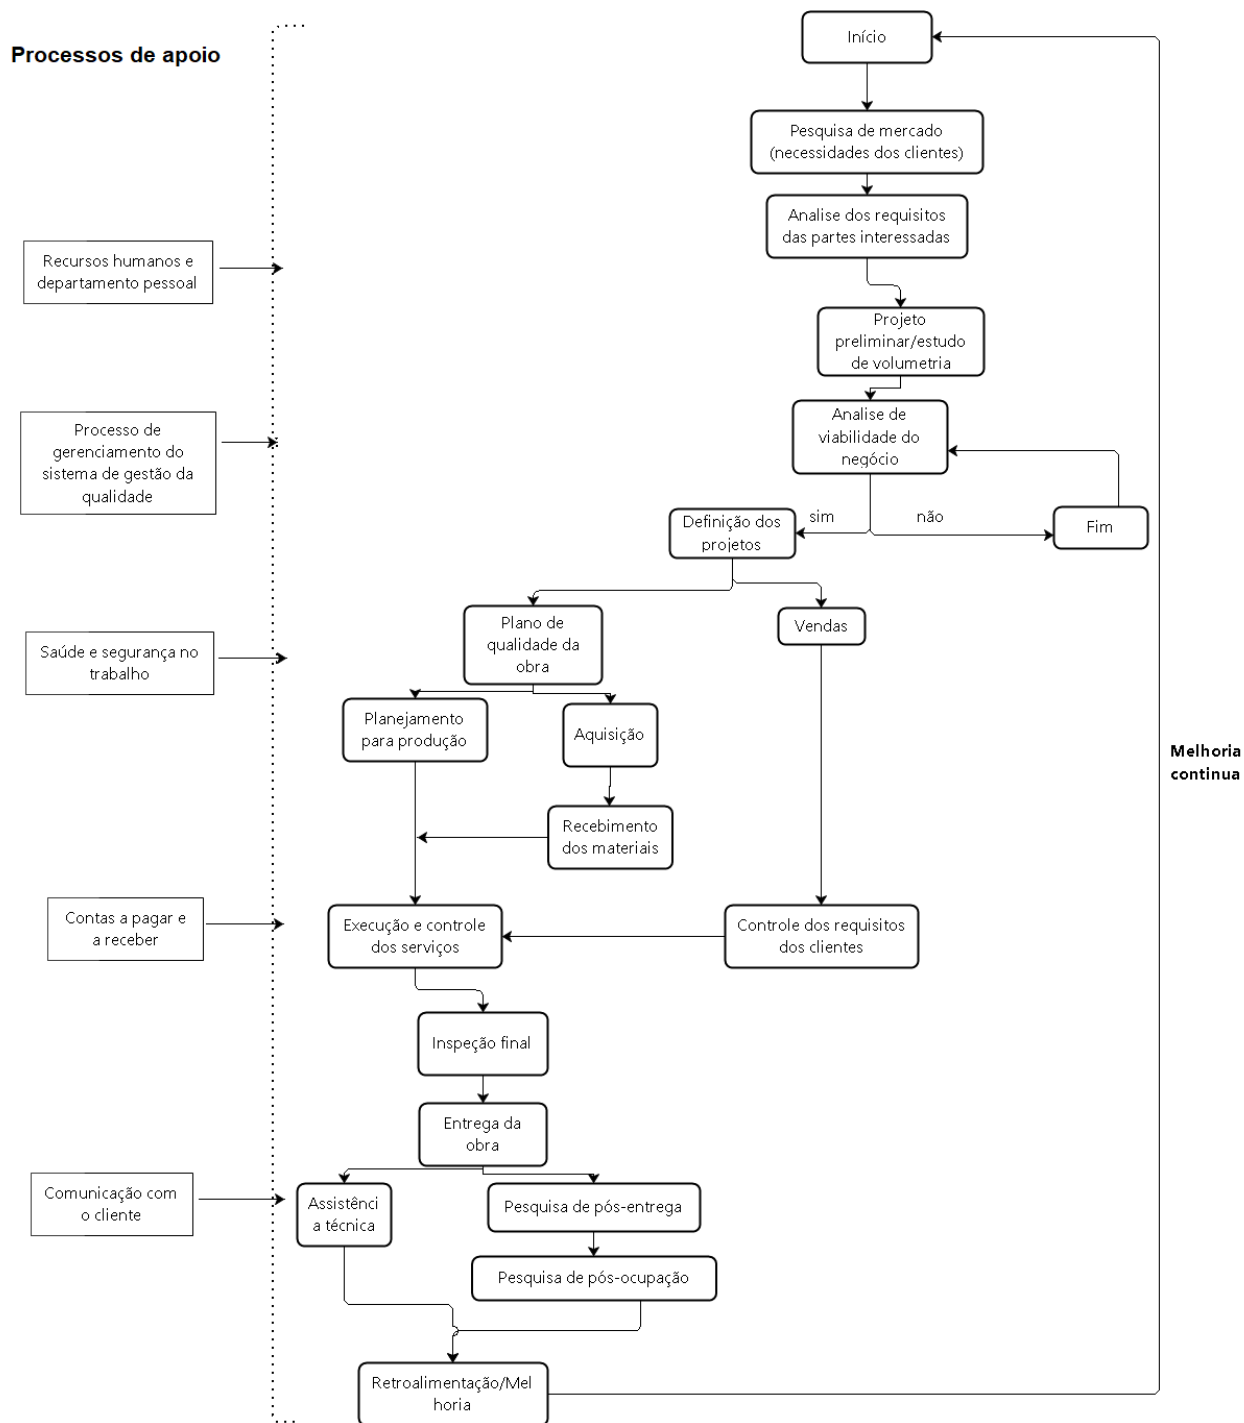 Processos de apoio
Início
Pesquisa de mercado
(necessidades dos clientes)
Analise dos requisitos
das partes interessadas
Recursos humanos e
departamento pessoal
Projeto
preliminar/estudo
de volumetria
Analise de
viabilidade do
negócio
Processo de
gerenciamento do
sistema de gestão da
qualidade
sim
não
Definição dos
projetos
Fim
Plano de
qualidade da
obra
Vendas
Saúde e segurança no
trabalho
Planejamento
para produção
Aquisição
Melhoria
continua
Recebimento
dos materiais
Contas a pagar e
a receber
Execução e controle
dos serviços
Controle dos requisitos
dos clientes
Inspeção final
Entrega da
obra
Comunicação com
o cliente
Assistênci
a técnica
Pesquisa de pós-entrega
Pesquisa de pós-ocupação
Retroalimentação/Mel
horia